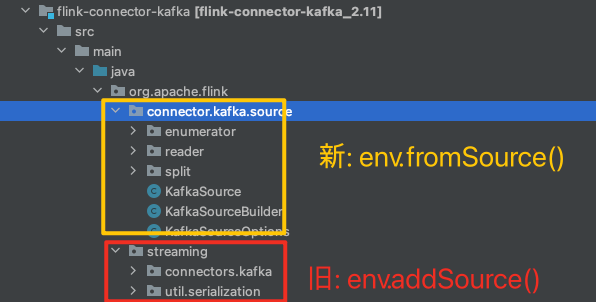 flink-connector-kafka [flink-connector-kafka_2.11]
src
main
java
org.apache.flink
connector.kafka.source
enumerator
reader
split
新: env.fromSource()
KafkaSource
KafkaSourceBuilder
KafkaSourceOptions
streaming
connectors.kafka
旧: env.addSource()
util.serialization